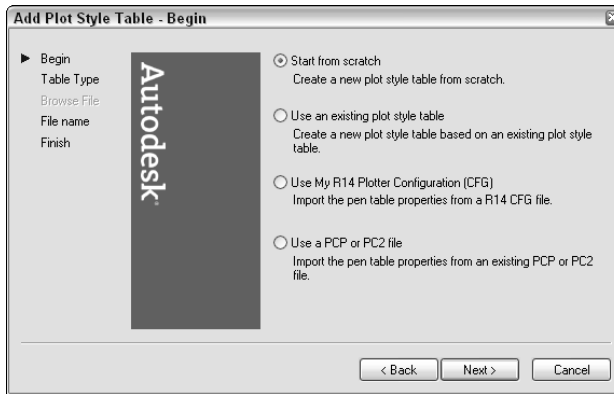 Add Plot Style Table - Begin
Begin
Table Type
Browse File
File name
Finish
Autodesk
Start from scratch
Create a new plot style table from scratch.
Use an existing plot style table
Create a new plot style table based on an existing plot style
table.
Use My R14 Plotter Configuration (CFG)
Import the pen table properties from a R14 CFG file.
Use a PCP or PC2 file
Import the pen table properties from an existing PCP or PC2
file.
< Back
Next >
Cancel